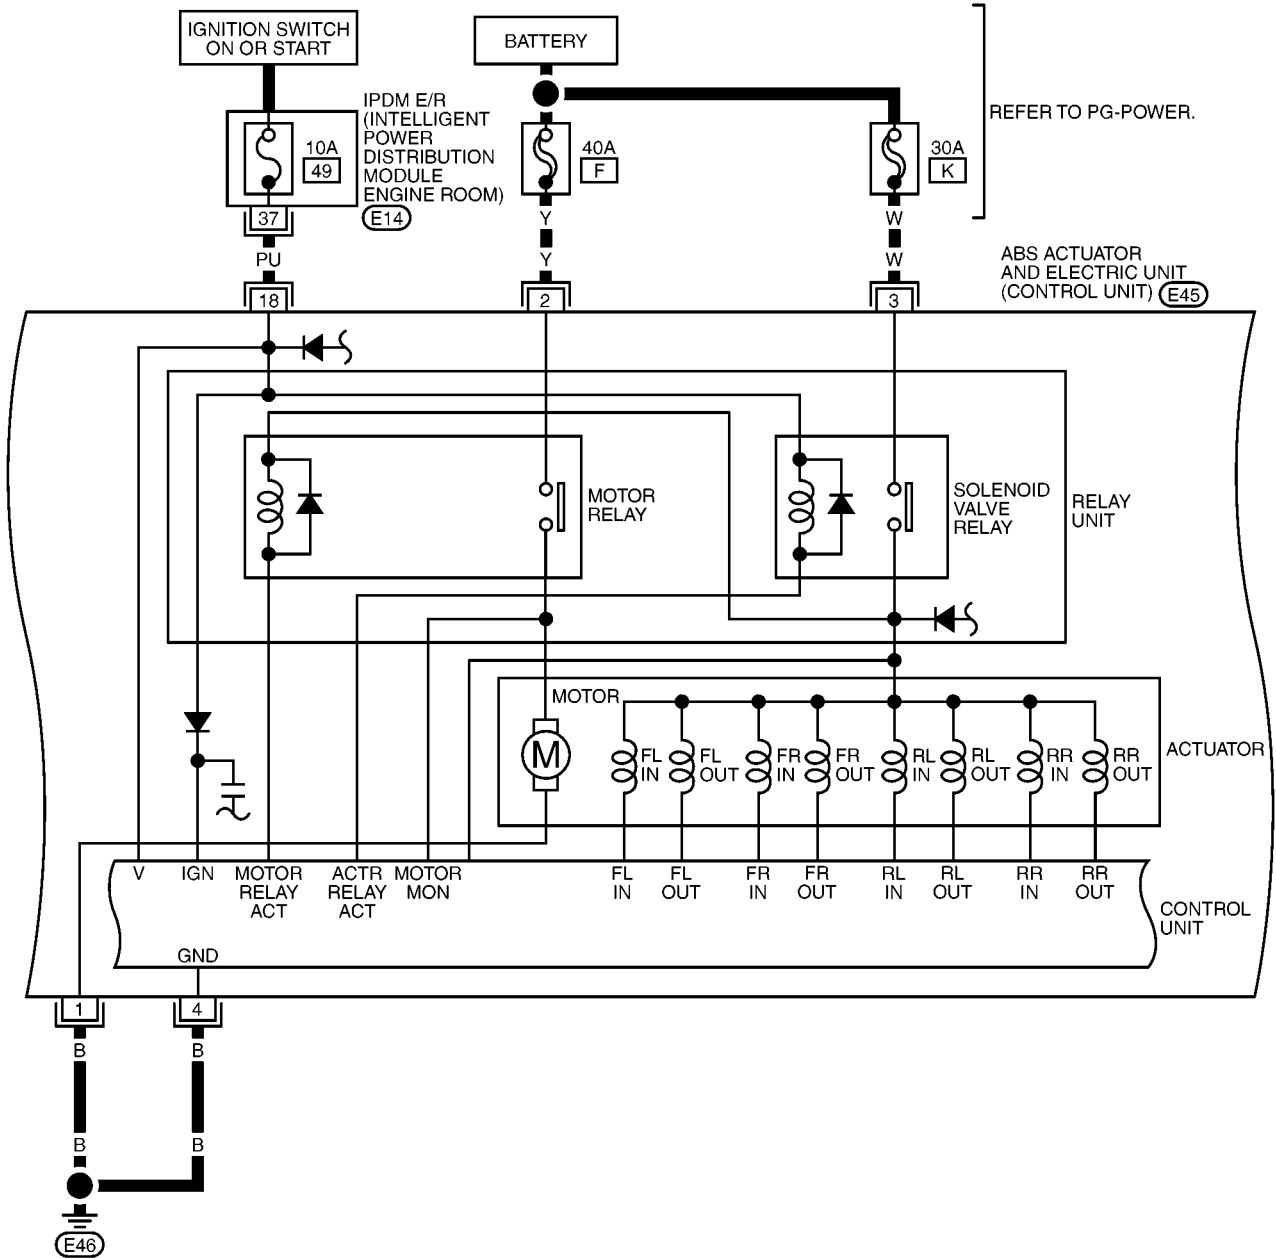 IGNITION SWITCH
ON OR START
BATTERY
REFER TO PG-POWER.
IPDM E/R
(INTELLIGENT
POWER
DISTRIBUTION
MODULE
ENGINE ROOM)
E14
10A
49
40A
F
30A
K
37
PU
Y
Y
W
W
ABS ACTUATOR
AND ELECTRIC UNIT
(CONTROL UNIT)
E45
18
2
3
MOTOR
RELAY
SOLENOID
VALVE
RELAY
RELAY
UNIT
MOTOR
M
FL
IN
FL
OUT
FR
IN
FR
OUT
RL
IN
RL
OUT
RR
IN
RR
OUT
ACTUATOR
V
IGN
MOTOR
RELAY
ACT
ACTR
RELAY
ACT
MOTOR
MON
FL
IN
FL
OUT
FR
IN
FR
OUT
RL
IN
RL
OUT
RR
IN
RR
OUT
CONTROL
UNIT
GND
1
4
B
B
B
B
E46